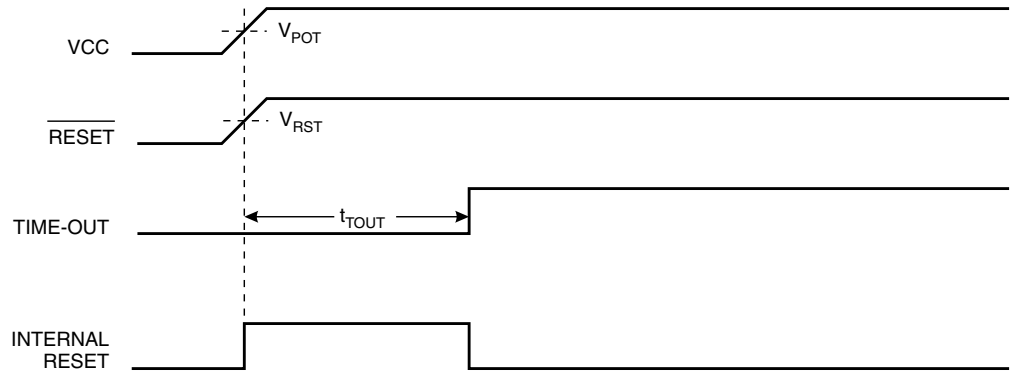 VCC
V_POT
RESET
V_RST
TIME-OUT
t_TOUT
INTERNAL
RESET